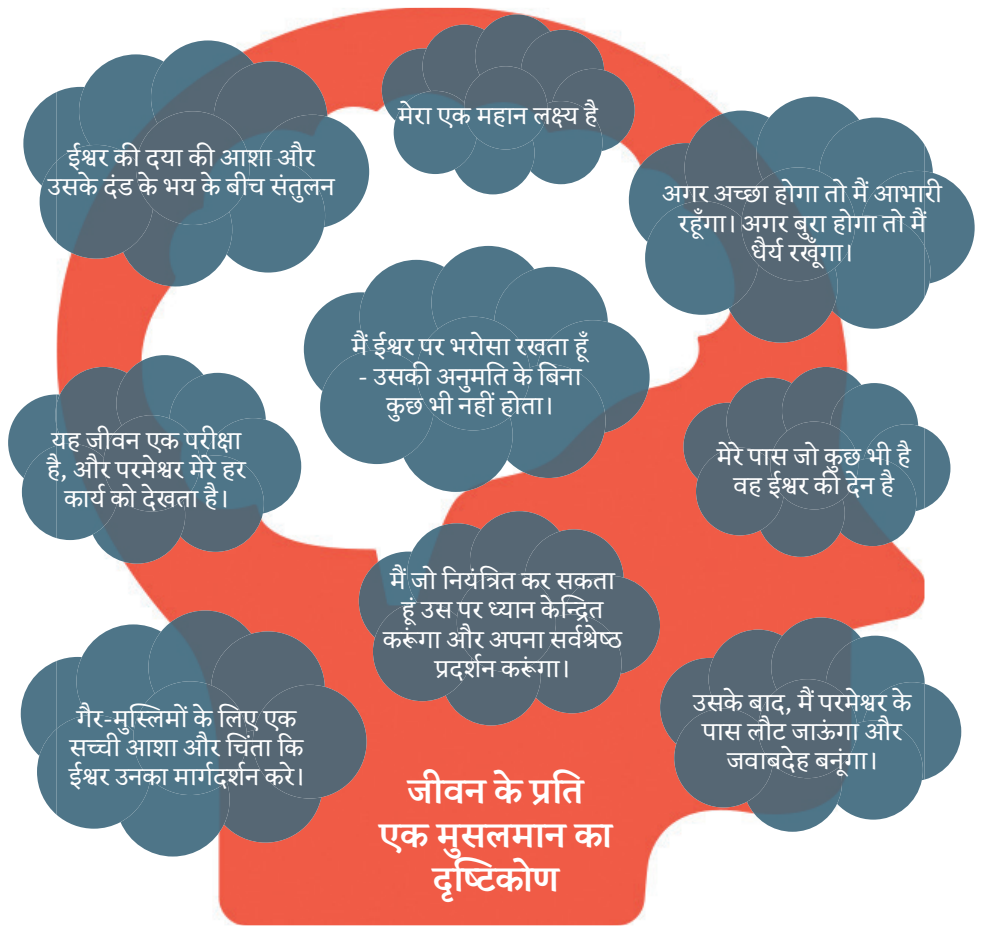 मेरा एक महान लक्ष्य है
ईश्वर की दया की आशा और
उसके दंड के भय के बीच संतुलन
अगर अच्छा होगा तो मैं आभारी
रहूँगा। अगर बुरा होगा तो मैं
धैर्य रखूँगा।
मैं ईश्वर पर भरोसा रखता हूँ
- उसकी अनुमति के बिना
कुछ भी नहीं होता।
यह जीवन एक परीक्षा
है, और परमेश्वर मेरे हर
कार्य को देखता है।
मेरे पास जो कुछ भी है
वह ईश्वर की देन है
मैं जो नियंत्रित कर सकता
हूं उस पर ध्यान केन्द्रित
करूंगा और अपना सर्वश्रेष्ठ
प्रदर्शन करूंगा।
गैर-मुस्लिमों के लिए एक
सच्ची आशा और चिंता कि
ईश्वर उनका मार्गदर्शन करे।
उसके बाद, मैं परमेश्वर के
पास लौट जाऊंगा और
जवाबदेह बनूंगा।
जीवन के प्रति
एक मुसलमान का
दृष्टिकोण